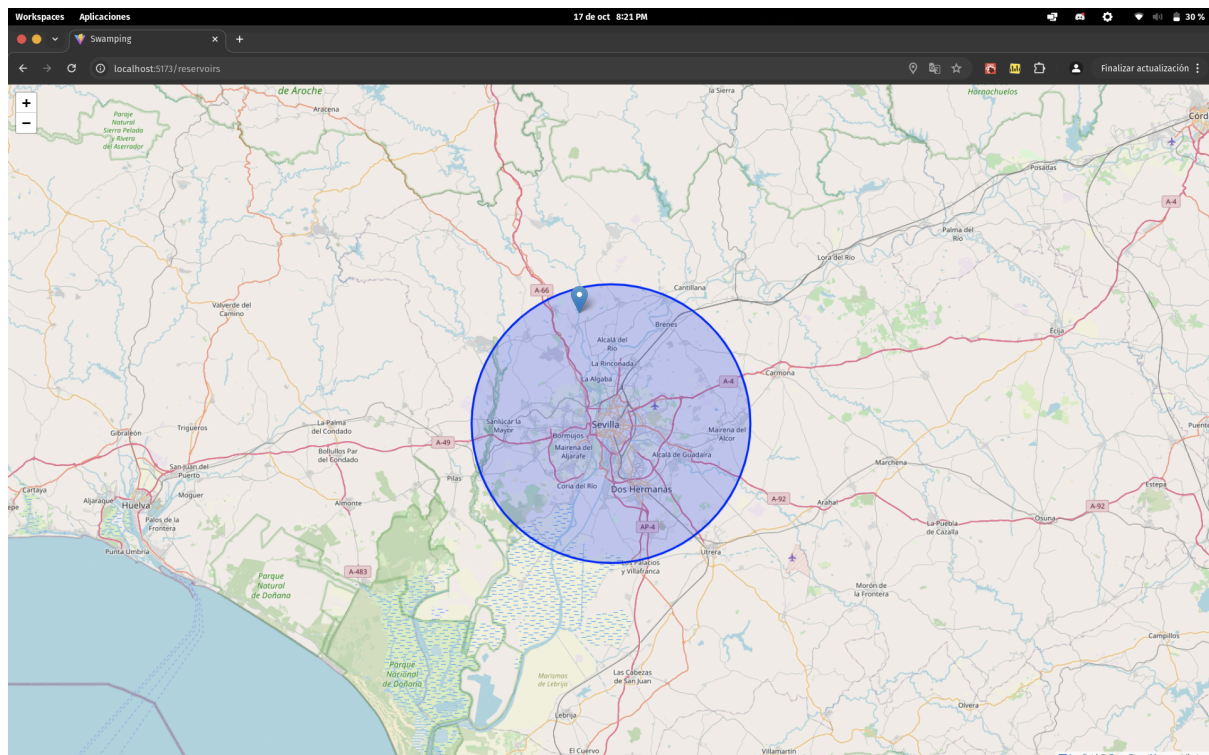 Workspaces Aplicaciones 17 de oct 8:21 PM 30 %
Swamping
localhost:5173/reservoirs Finalizar actualización
+
−
de Aroche
Aracena
la Sierra
Hornachuelos
Paraje
Natural
Sierra Pelada
y Rivera
del Aserrador
Córd
Posadas
A-4
Palma del
Río
Lora del Río
A-66
Cantillana
Valverde del
Camino
Brenes
Écija
Alcalá del
Río
La Rinconada
La Algaba
A-4
Carmona
Gibraleón
Trigueros
La Palma
del Condado
Sanlúcar la
Mayor
Sevilla
Bormujos
Mairena del
Alcor
Puente
A-49
Bollullos Par
del Condado
Mairena del
Aljarafe
Alcalá de Guadaíra
San Juan del
Puerto
Marchena
Cartaya
Aljaraque
Moguer
Pilas
Coria del Río
Dos Hermanas
Estepa
Huelva
Almonte
A-92
Arahal
A-92
Palos de la
Frontera
AP-4
La Puebla
de Cazalla
Osuna
Punta Umbría
Utrera
A-483
Los Palacios
y Villafranca
Parque
Natural
de Doñana
Morón de
la Frontera
Campillos
Parque
Nacional
de Doñana
Marismas
de Lebrija
Las Cabezas
de San Juan
Olvera
Lebrija
El Cuervo
Villamartín